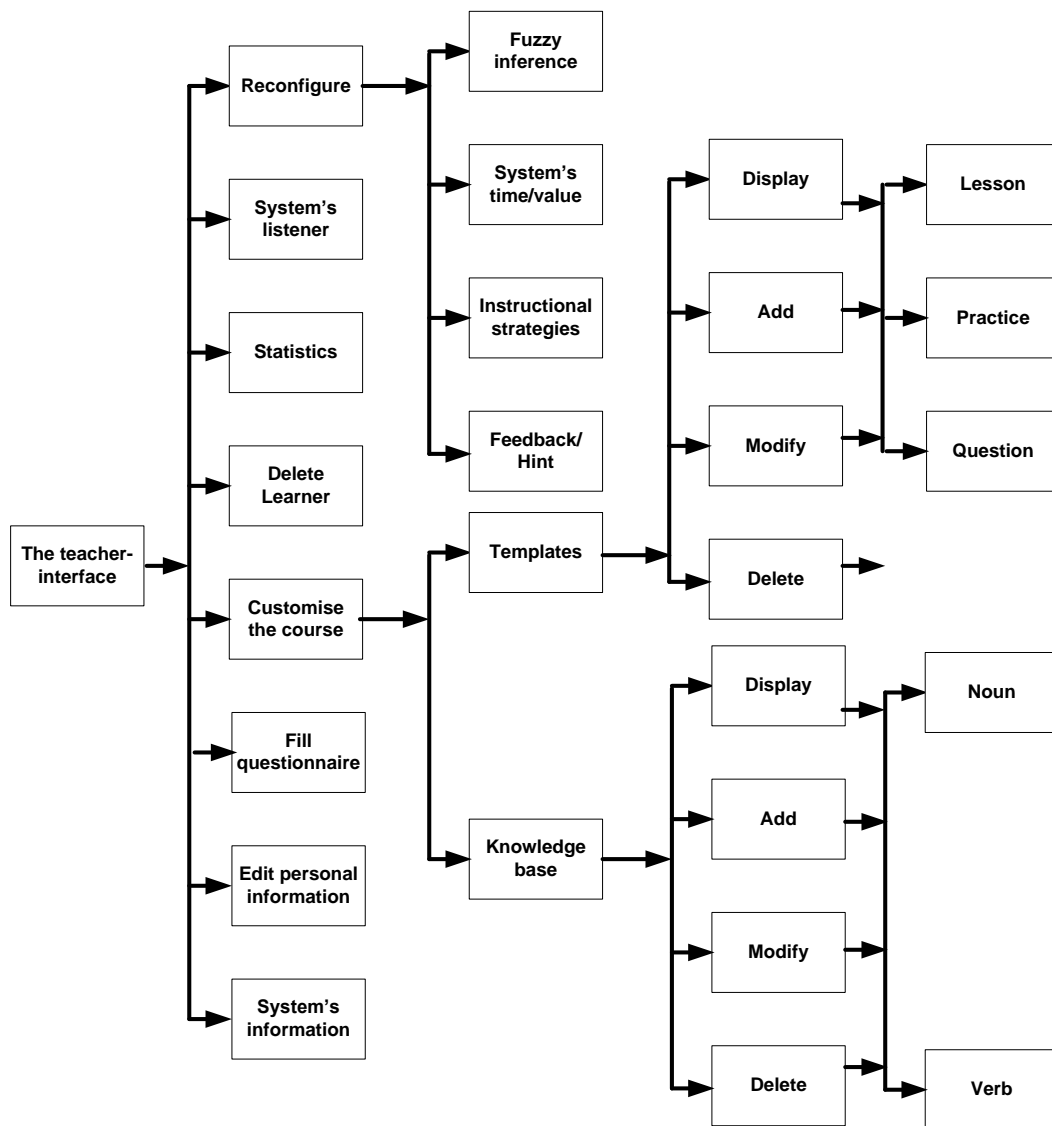 The teacher-
interface
Reconfigure
System’s
listener
Statistics
Delete
Learner
Customise
the course
Fill
questionnaire
Edit personal
information
System’s
information
Fuzzy
inference
System’s
time/value
Instructional
strategies
Feedback/
Hint
Templates
Knowledge
base
Display
Add
Modify
Delete
Display
Add
Modify
Delete
Lesson
Practice
Question
Noun
Verb